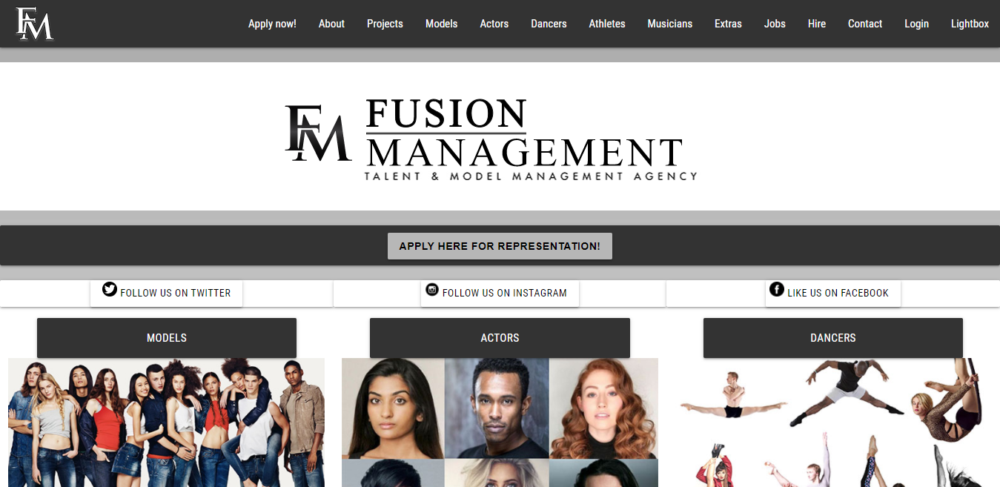 FM Apply now! About Projects Models Actors Dancers Athletes Musicians Extras Jobs Hire Contact Login Lightbox
FM FUSION
MANAGEMENT
TALENT & MODEL MANAGEMENT AGENCY
APPLY HERE FOR REPRESENTATION!
FOLLOW US ON TWITTER FOLLOW US ON INSTAGRAM LIKE US ON FACEBOOK
MODELS ACTORS DANCERS